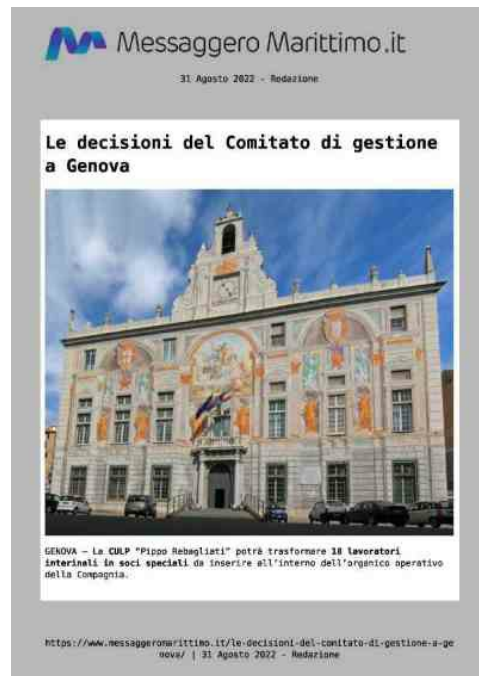 Messaggero Marittimo.it
31 Agosto 2022 - Redazione
Le decisioni del Comitato di gestione
a Genova
GENOVA – La CULP "Pippo Rebagliati" potrà trasformare 18 lavoratori
interinali in soci speciali da inserire all'interno dell'organico operativo
della Compagnia.
https://www.messaggeromarittimo.it/le-decisioni-del-comitato-di-gestione-a-ge
nova/ | 31 Agosto 2022 - Redazione